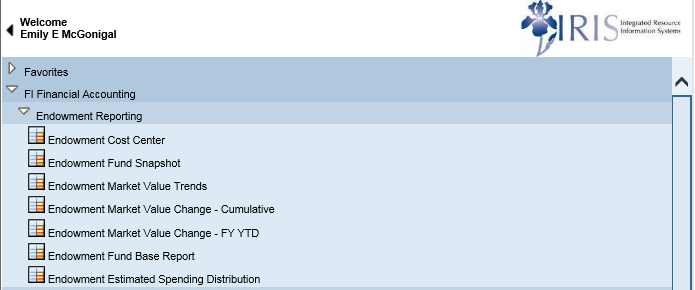 Welcome
Emily E McGonigal
IRIS Integrated Resource
Information Systems
Favorites
FI Financial Accounting
Endowment Reporting
Endowment Cost Center
Endowment Fund Snapshot
Endowment Market Value Trends
Endowment Market Value Change - Cumulative
Endowment Market Value Change - FY YTD
Endowment Fund Base Report
Endowment Estimated Spending Distribution